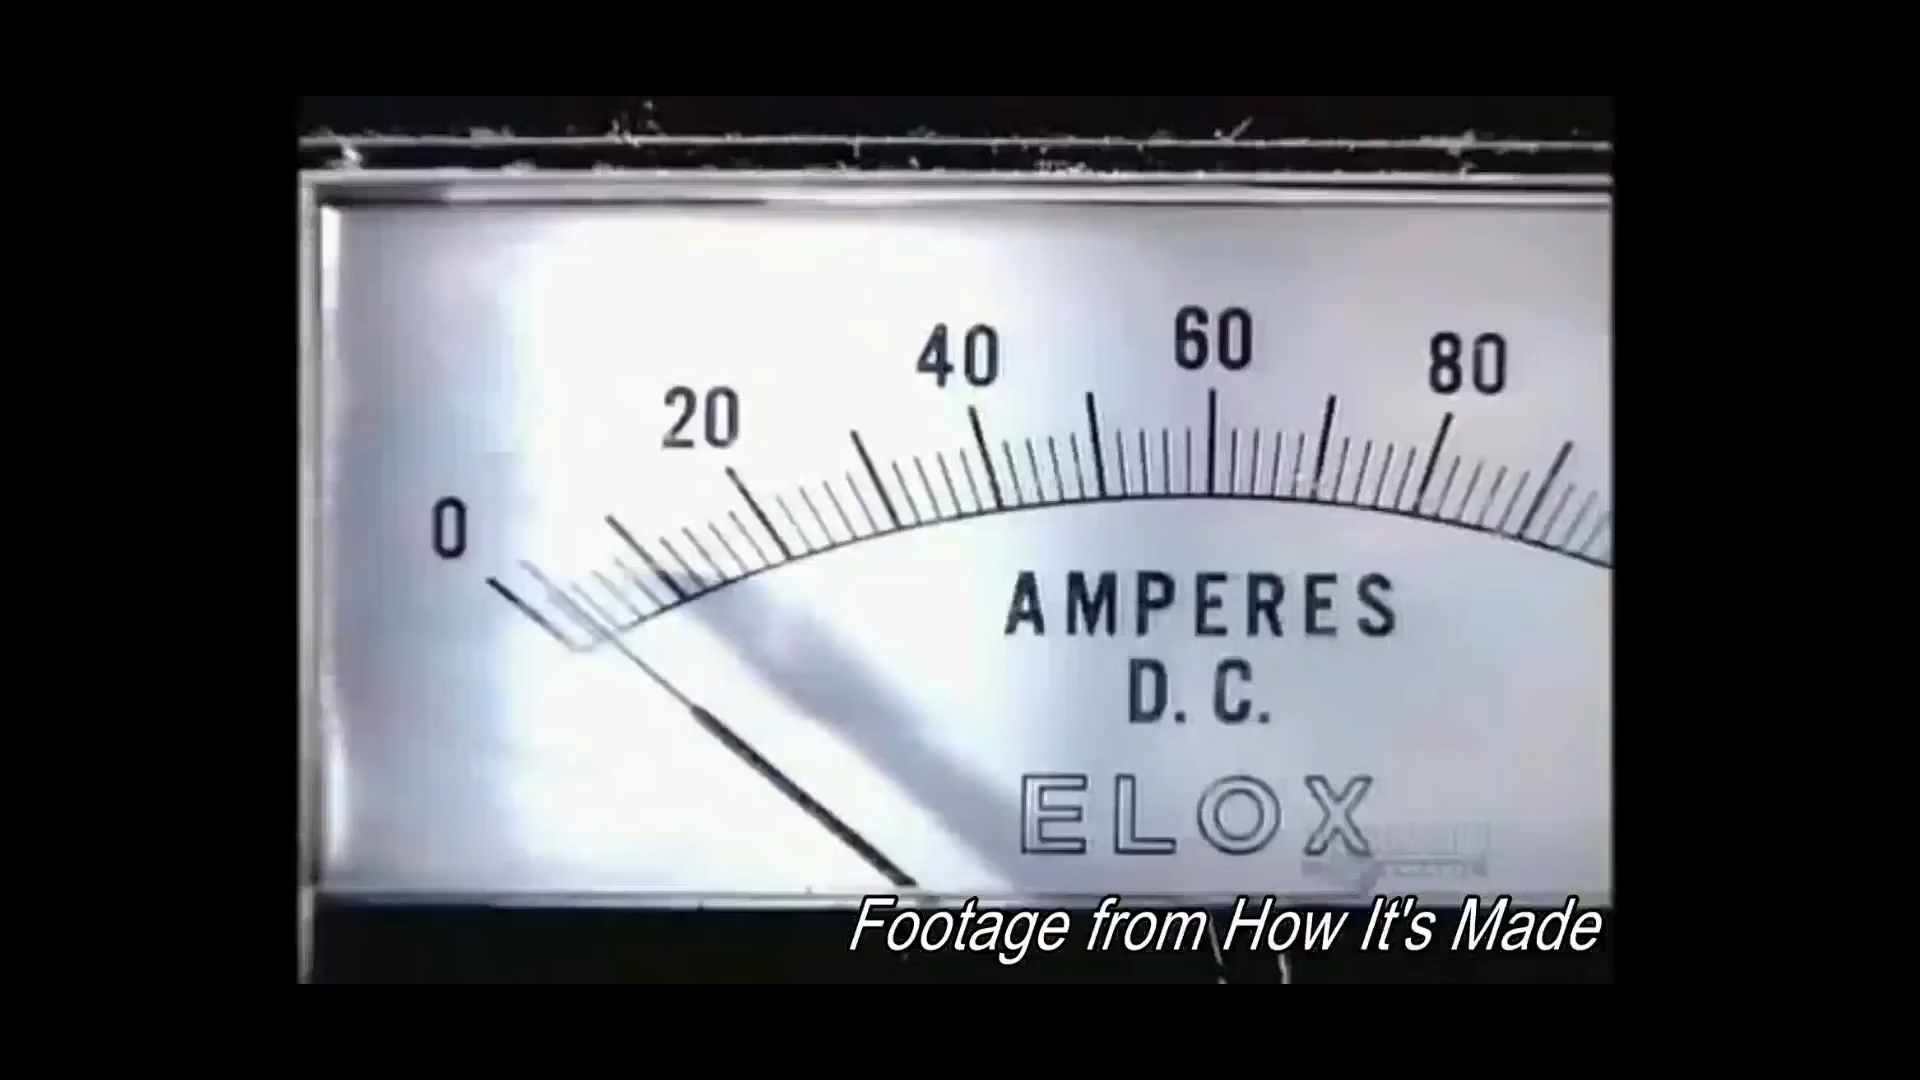 0 20 40 60 80
AMPERES
D. C.
ELOX
Footage from How It's Made